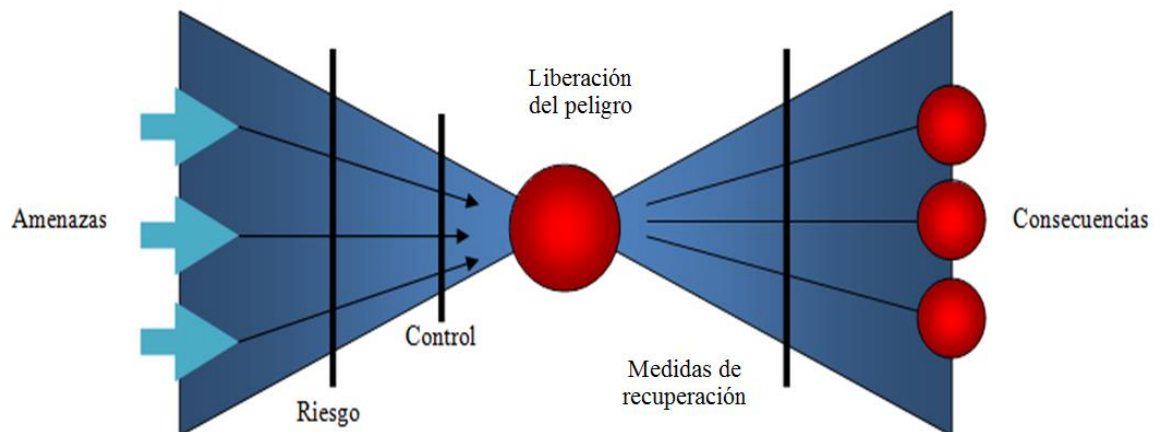 Liberación
del peligro
Amenazas
Consecuencias
Control
Riesgo
Medidas de
recuperación